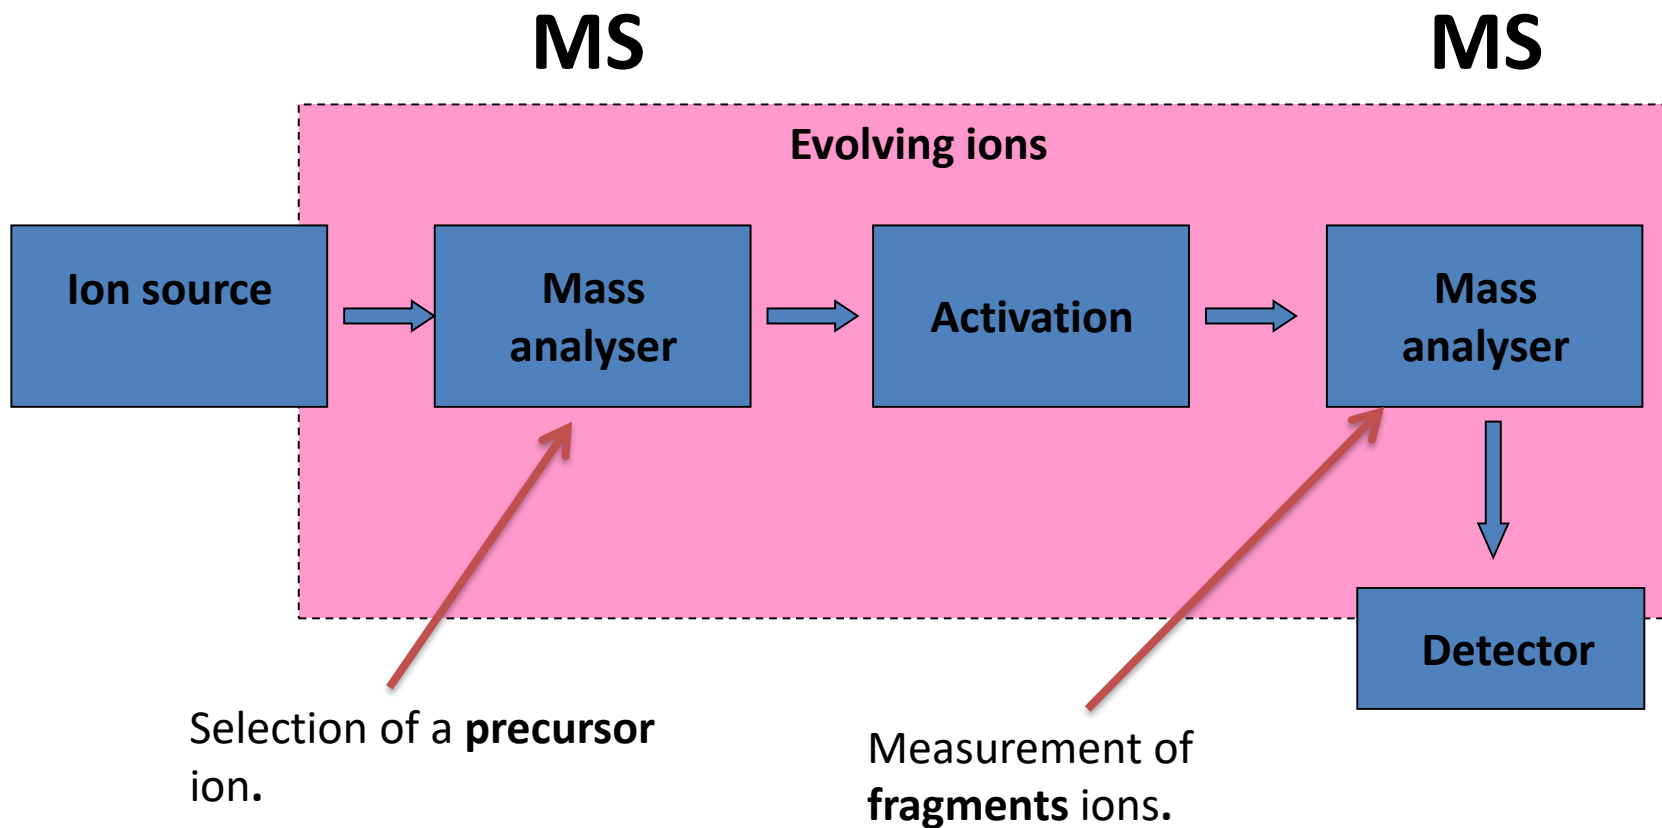 MS
MS
Evolving ions
Ion source
Mass
analyser
Activation
Mass
analyser
Detector
Selection of a precursor
ion.
Measurement of
fragments ions.